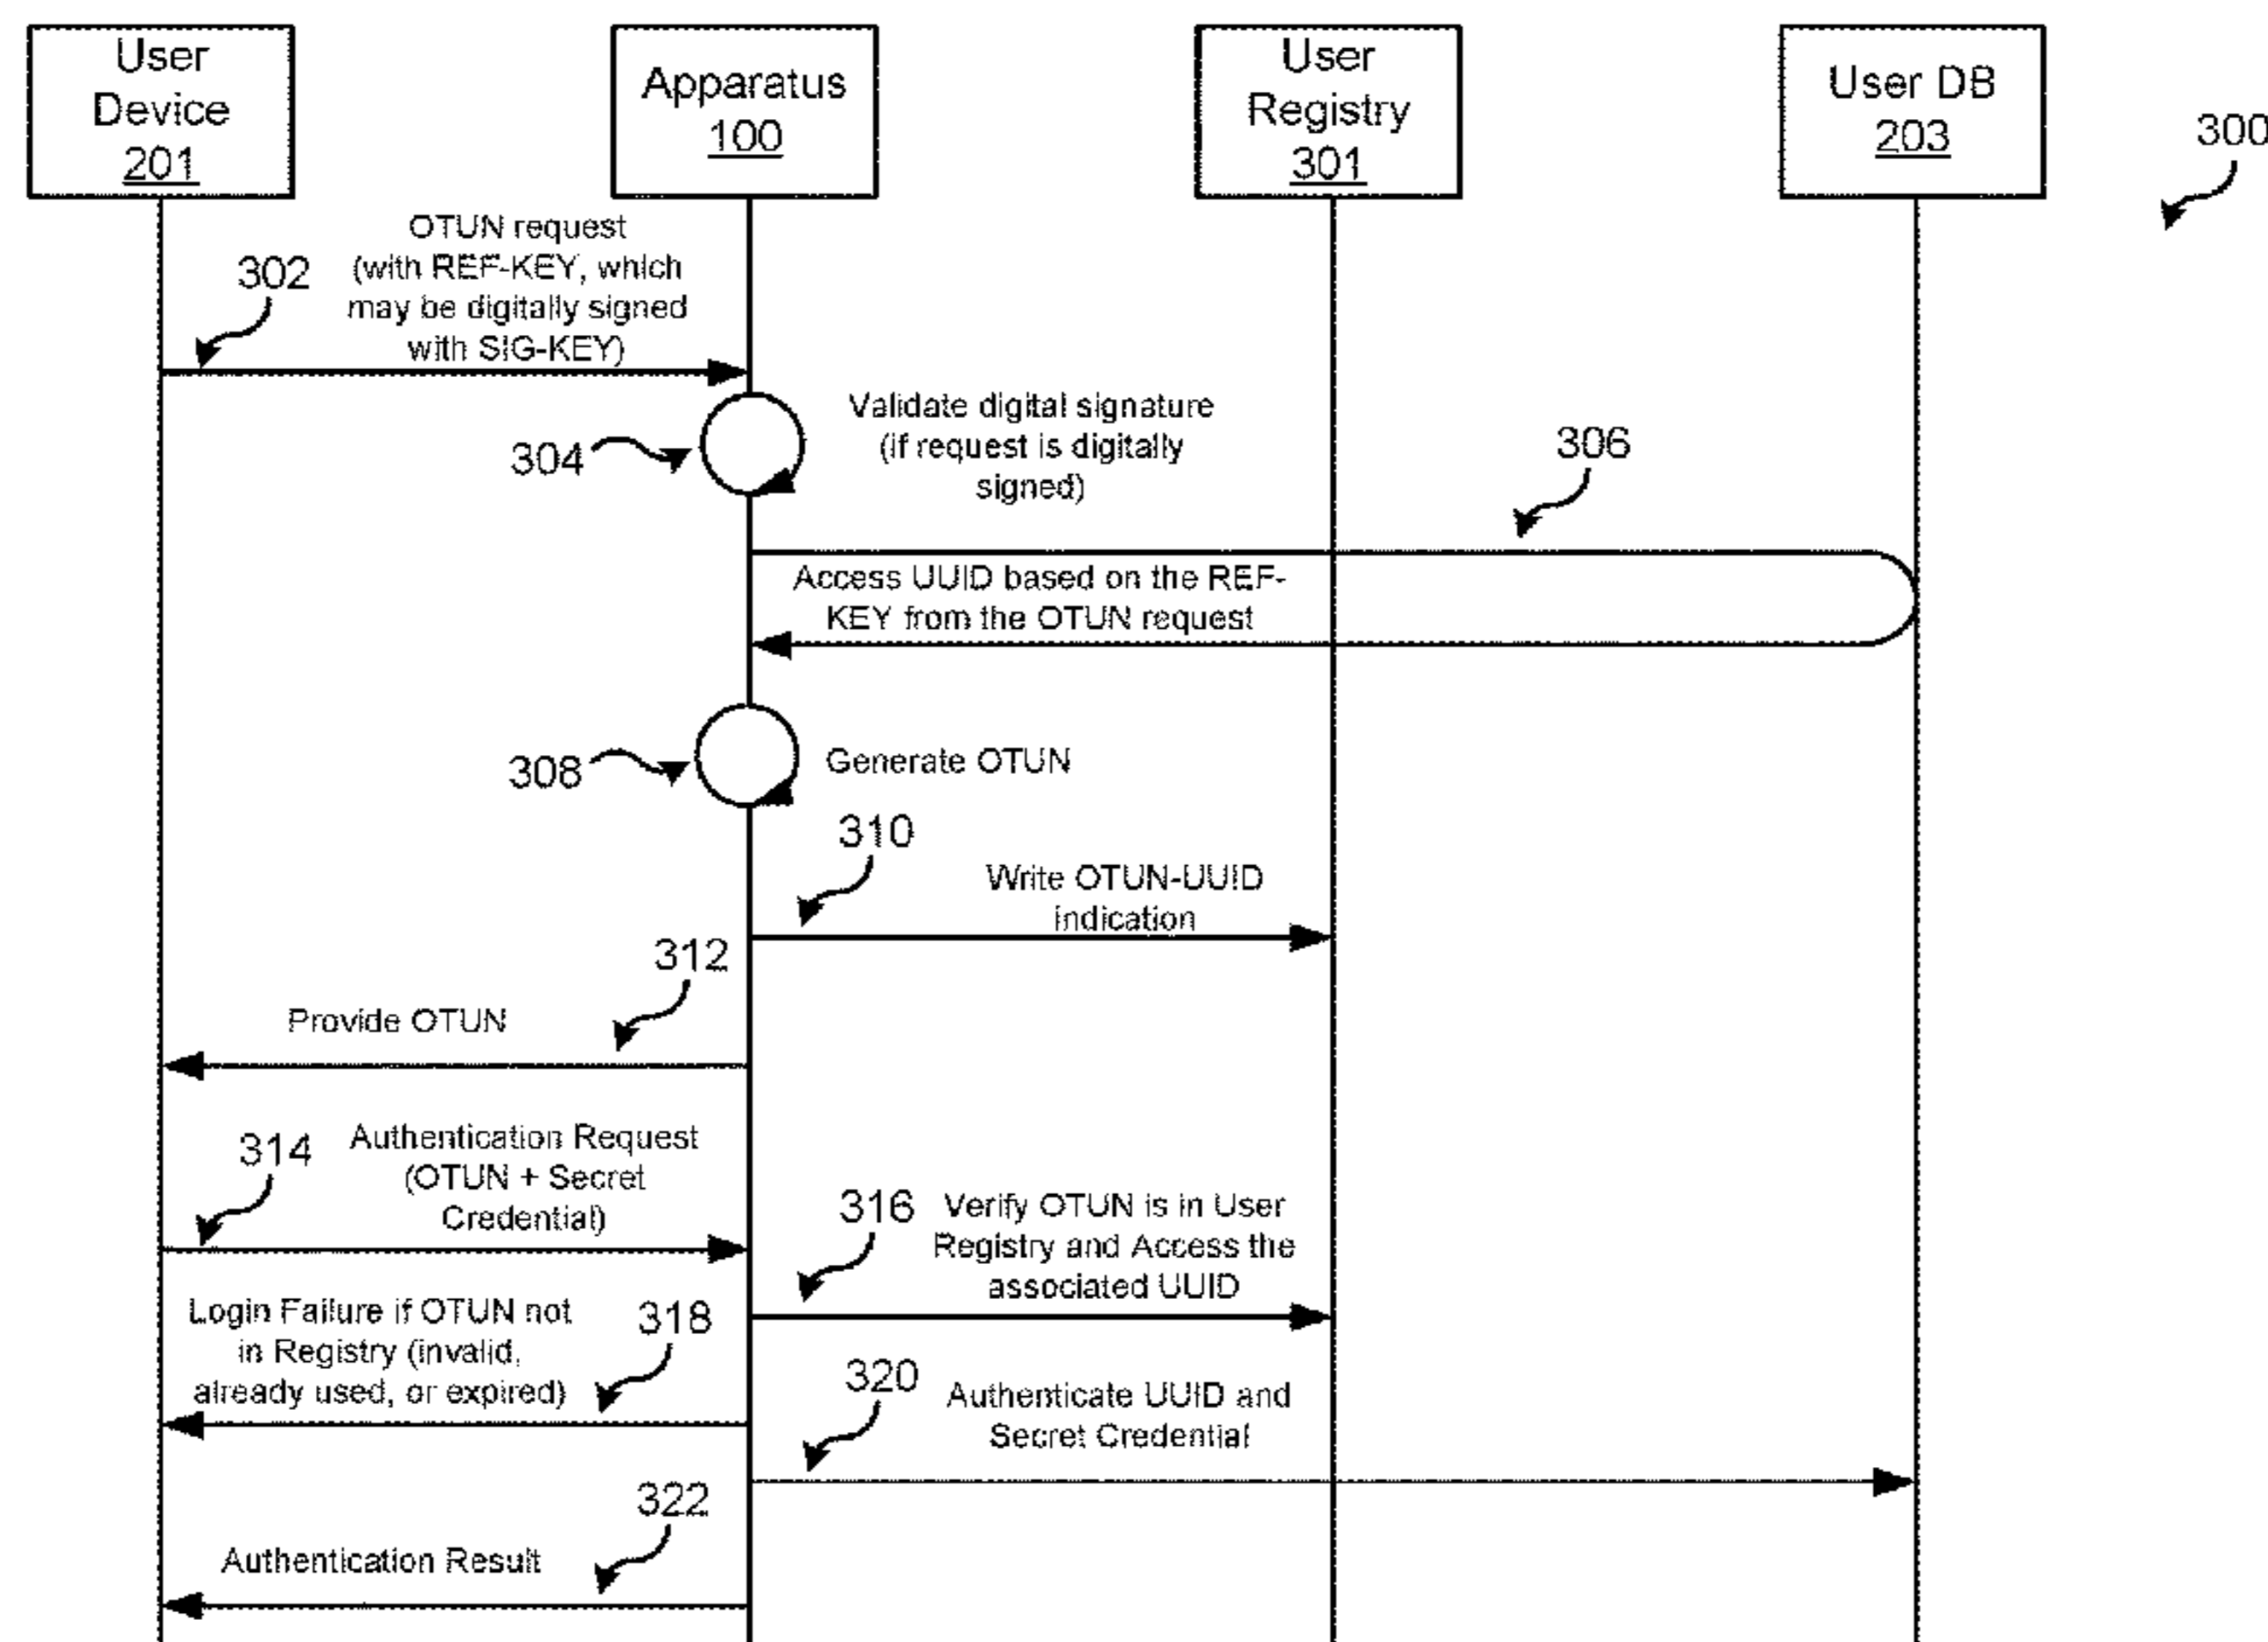 User
Device
201
Apparatus
100
User
Registry
301
User DB
203
300
OTUN request
(with REF-KEY, which
may be digitally signed
with SIG-KEY)
302
Validate digital signature
(if request is digitally
signed)
304
306
Access UUID based on the REF-
KEY from the OTUN request
308
Generate OTUN
310
Write OTUN-UUID
indication
312
Provide OTUN
314
Authentication Request
(OTUN + Secret
Credential)
316
Verify OTUN is in User
Registry and Access the
associated UUID
Login Failure if OTUN not
in Registry (invalid,
already used, or expired)
318
320
Authenticate UUID and
Secret Credential
322
Authentication Result